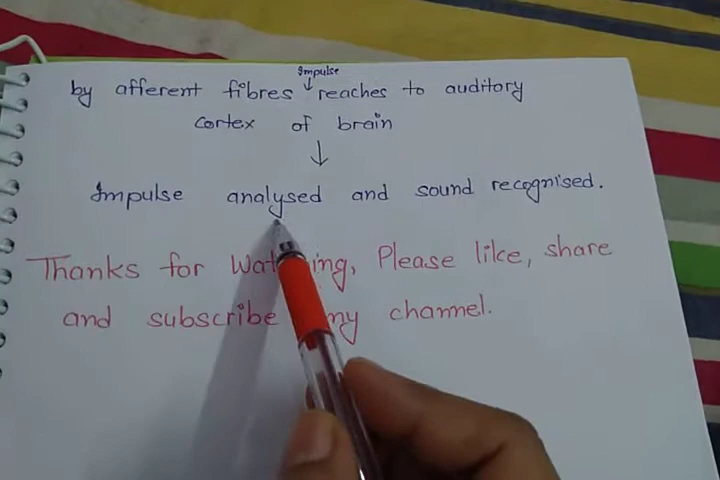 Impulse
by afferent fibres ↓ reaches to auditory
cortex of brain
↓
Impulse analysed and sound recognised.
Thanks for Watching, Please like, share
and subscribe my channel.